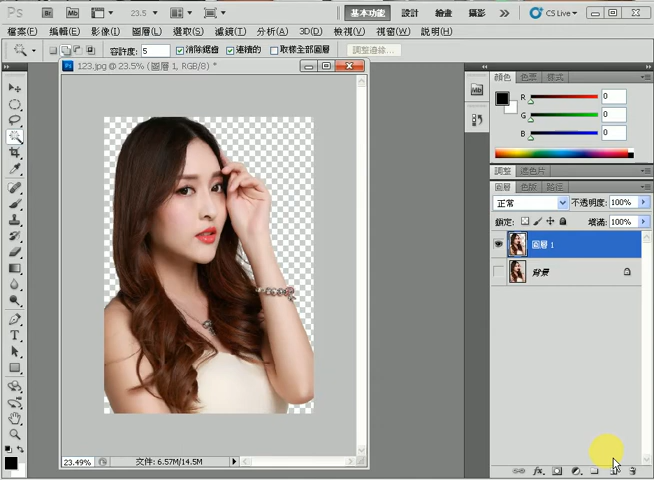 Ps Br Mb 23.5 基本功能 設計 繪畫 攝影 CS Live
檔案(F) 編輯(E) 影像(I) 圖層(L) 選取(S) 濾鏡(T) 分析(A) 3D(D) 檢視(V) 視窗(W) 說明(H)
容許度: 5 消除鋸齒 連續的 取樣全部圖層 調整邊緣...
Ps 123.jpg @ 23.5% (圖層 1, RGB/8) *
Mb
顏色 色票 樣式
R 0
G 0
B 0
調整 遮色片
圖層 色版 路徑
正常 不透明度: 100%
鎖定: 填滿: 100%
圖層 1
背景
23.49% 文件: 6.57M/14.5M
fx